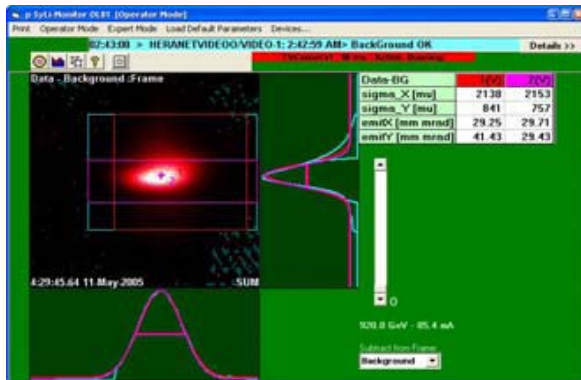 p SyLi-Monitor OL01 [Operator Mode]
Print Operator Mode Expert Mode Load Default Parameters Devices...
02:43:00 > HERANETVIDEOO/VIDEO-1: 2:42:59 AM> BackGround OK
Details >>
Data - Background :Frame
Data-BG 1(V) 2(V)
sigma_X [mu] 2138 2153
sigma_Y [mu] 841 757
emitX [mm mrad] 29.25 29.71
emitY [mm mrad] 41.43 29.43
4:29:45.64 11-May-2005
SUM
0
920.0 GeV - 85.4 mA
Subtract from Frame
Background